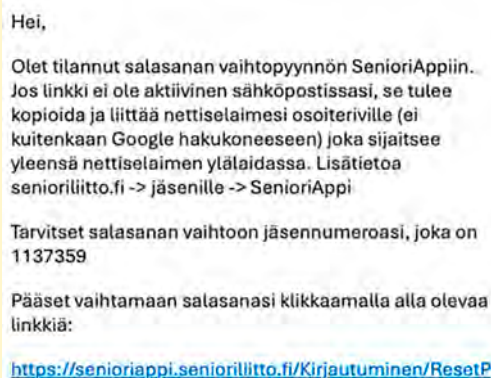 Hei,
Olet tilannut salasanan vaihtopyynnön SenioriAppiin.
Jos linkki ei ole aktiivinen sähköpostissasi, se tulee
kopioida ja liittää nettiselaimesi osoiteriville (ei
kuitenkaan Google hakukoneeseen) joka sijaitsee
yleensä nettiselaimen ylälaidassa. Lisätietoa
senioriliitto.fi -> jäsenille -> SenioriAppi
Tarvitset salasanan vaihtoon jäsennumeroasi, joka on
1137359
Pääset vaihtamaan salasanasi klikkaamalla alla olevaa
linkkiä:
https://senioriappi.senioriliitto.fi/Kirjautuminen/ResetP